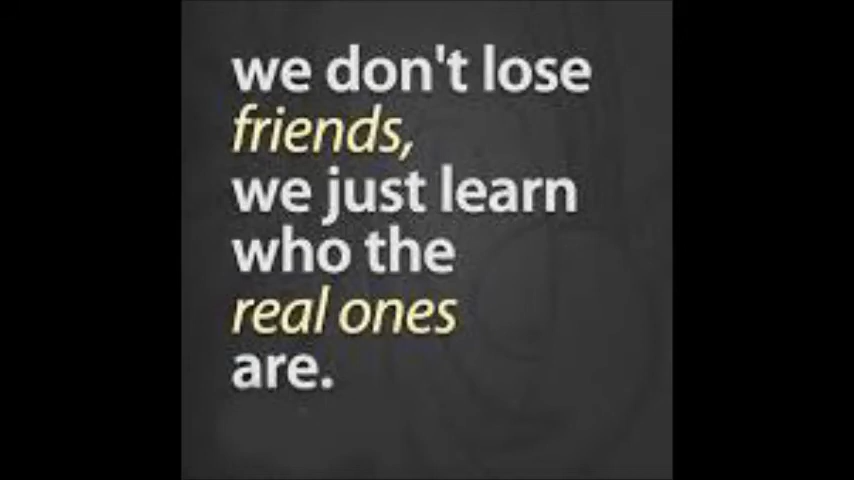 we don't lose
friends,
we just learn
who the
real ones
are.